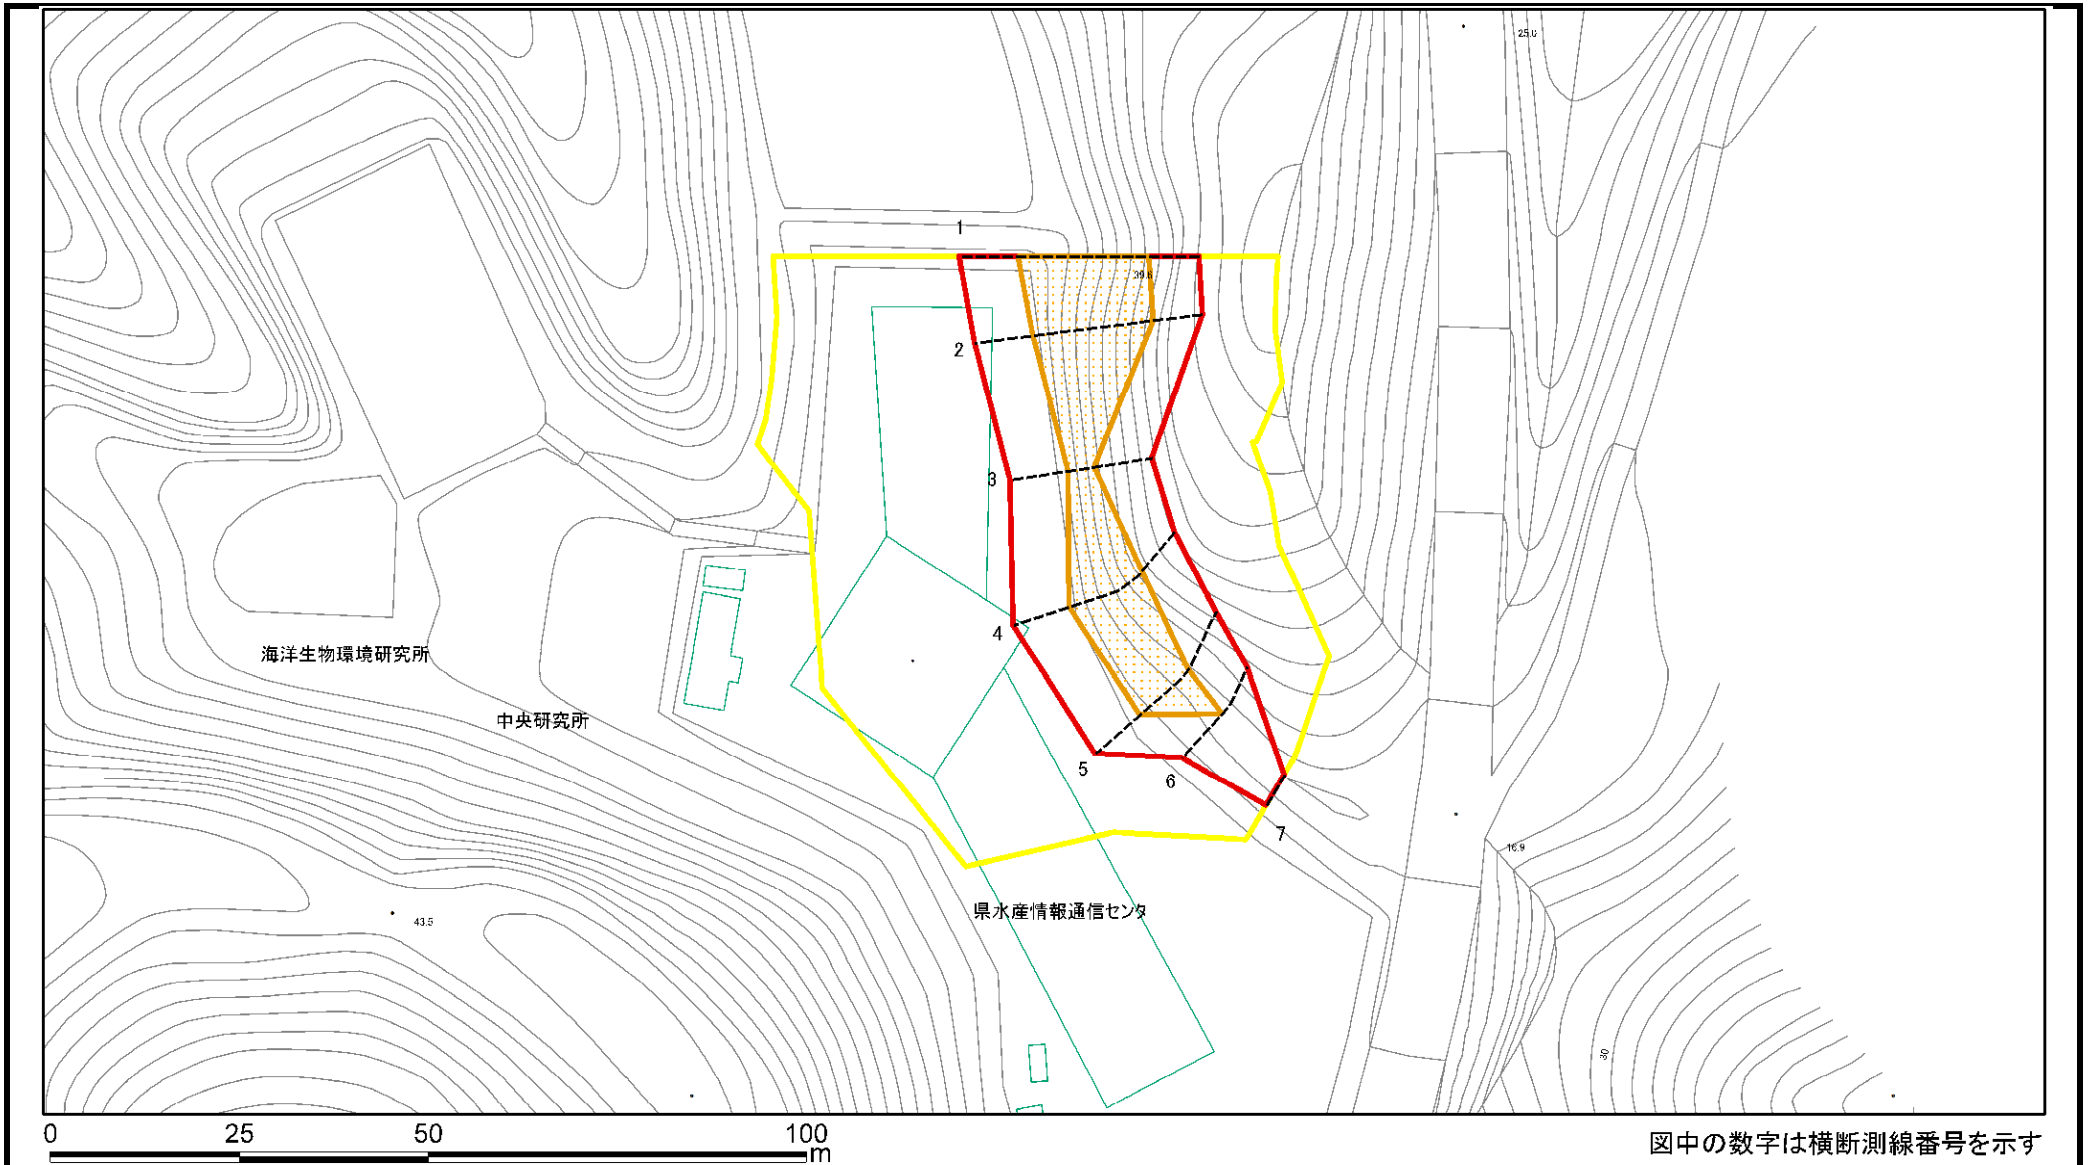 25.0
1
39.6
2
3
4
海洋生物環境研究所
中央研究所
5
6
7
16.9
県水産情報通信センタ
43.5
30
0 25 50 100
m
図中の数字は横断測線番号を示す